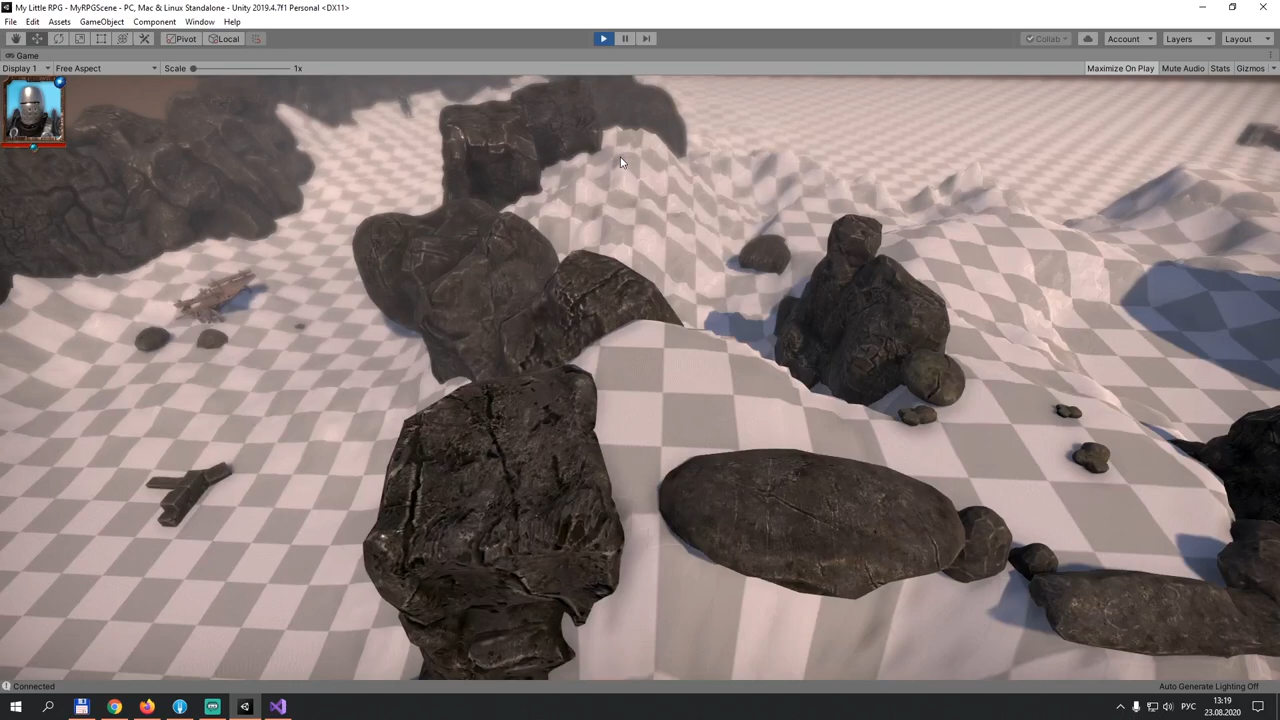 My Little RPG - MyRPGScene - PC, Mac & Linux Standalone - Unity 2019.4.7f1 Personal <DX11>
File Edit Assets GameObject Component Window Help
Pivot Local Collab Account Layers Layout
Game
Display 1 Free Aspect Scale 1x Maximize On Play Mute Audio Stats Gizmos
Connected Auto Generate Lighting Off
РУС 13:19
23.08.2020